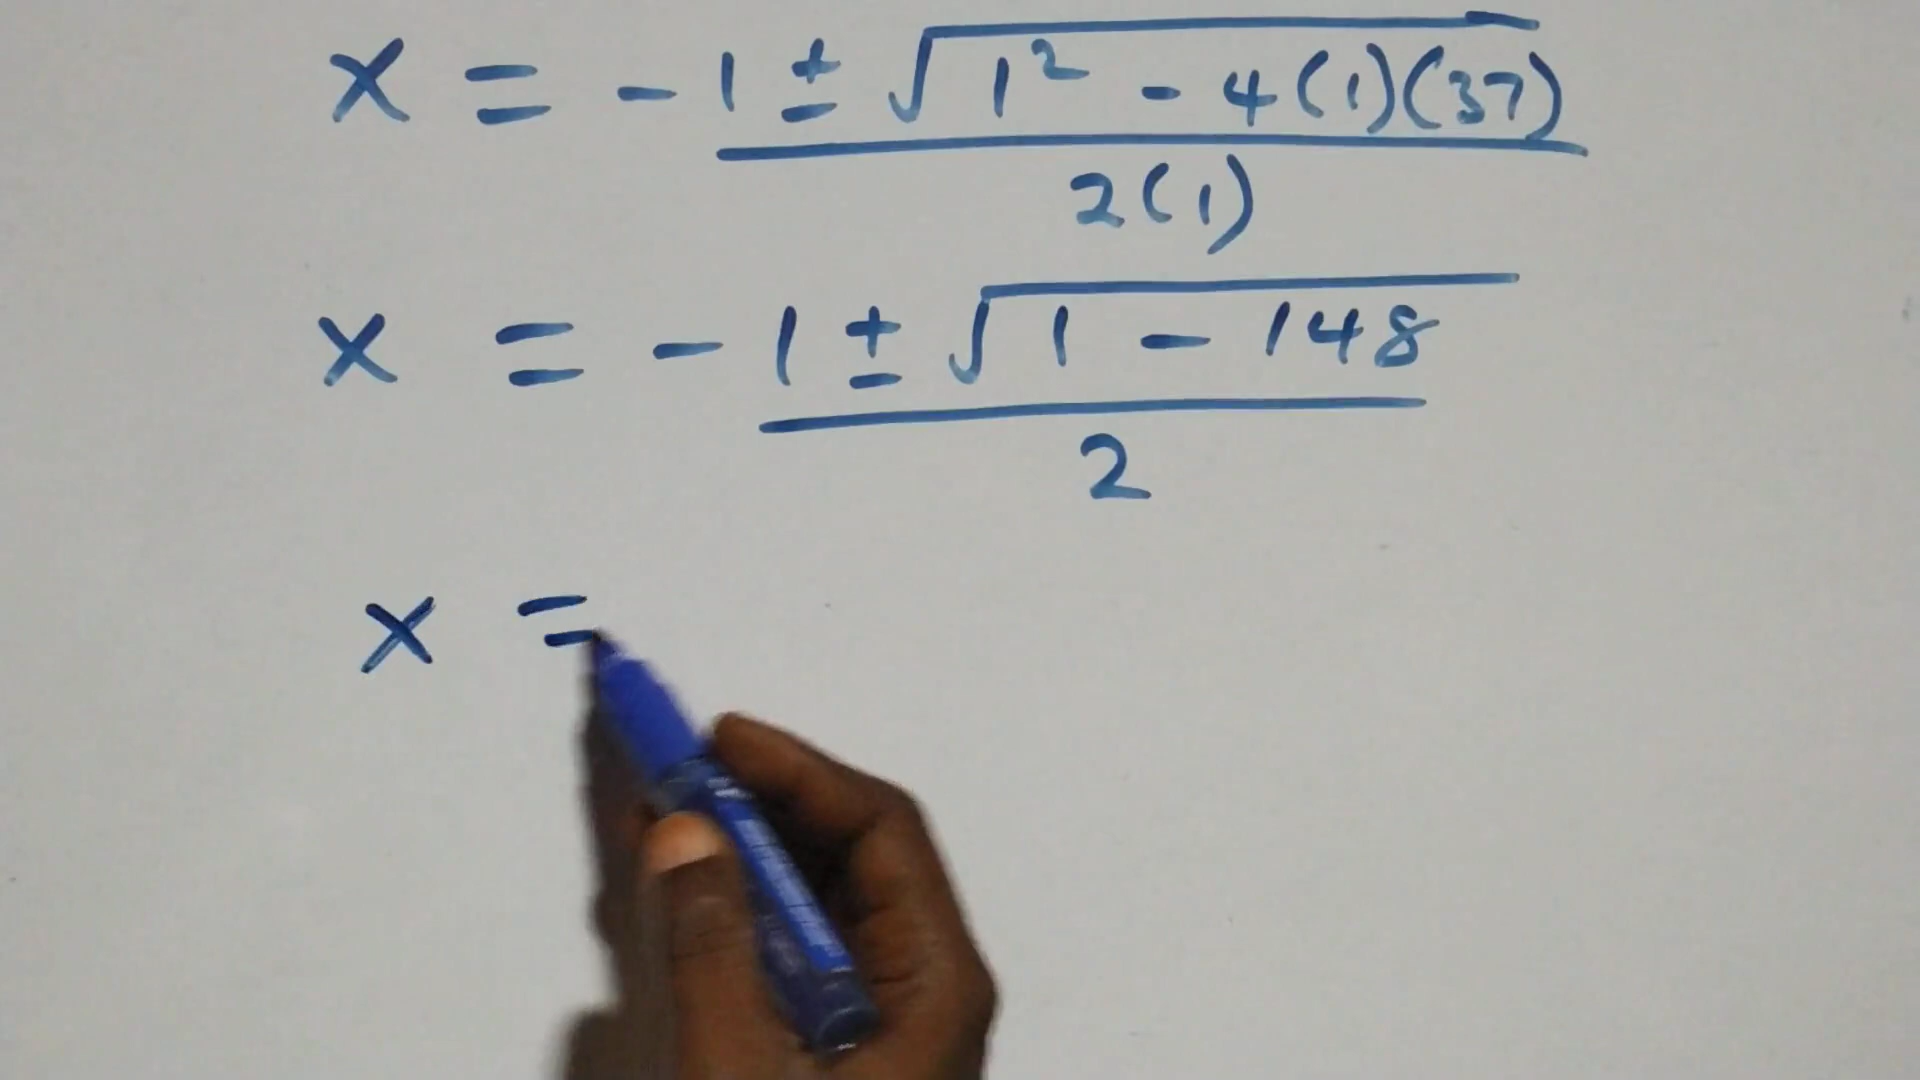 x = -1 ± √1² - 4(1)(37)
2(1)
x = -1 ± √1 - 148
2
x =